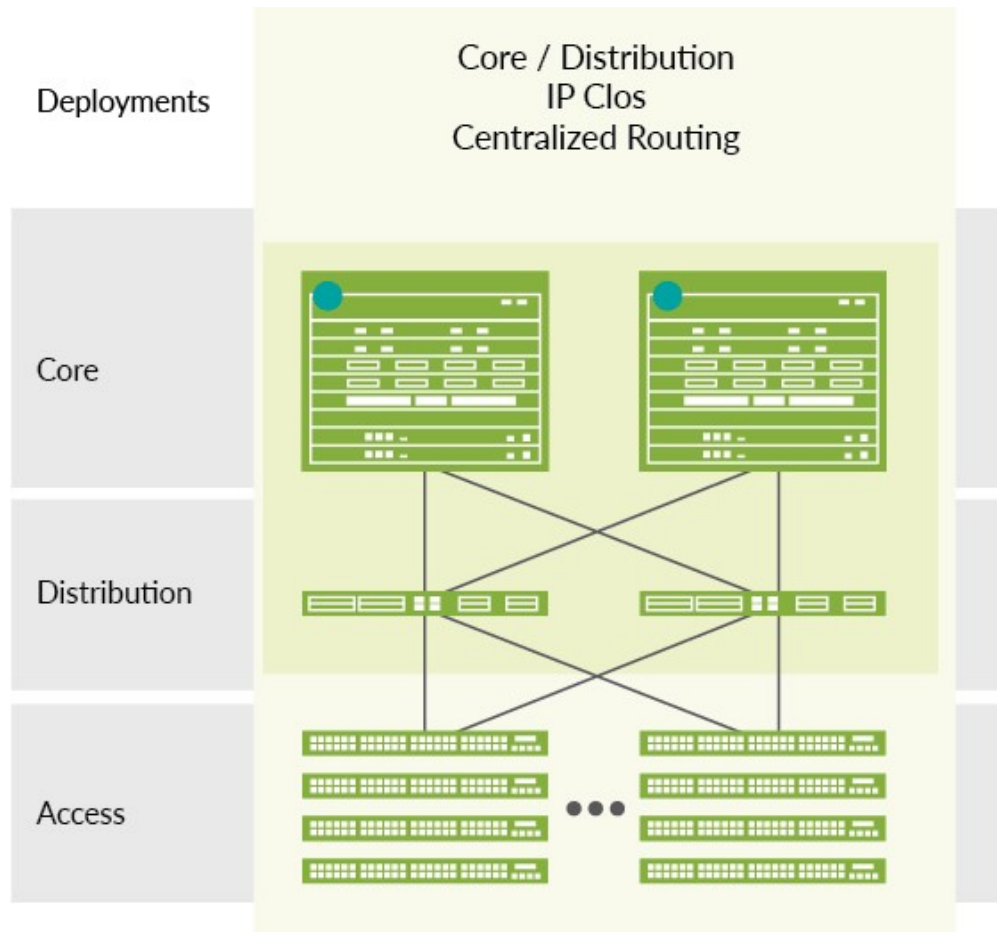 Deployments
Core / Distribution
IP Clos
Centralized Routing
Core
Distribution
Access